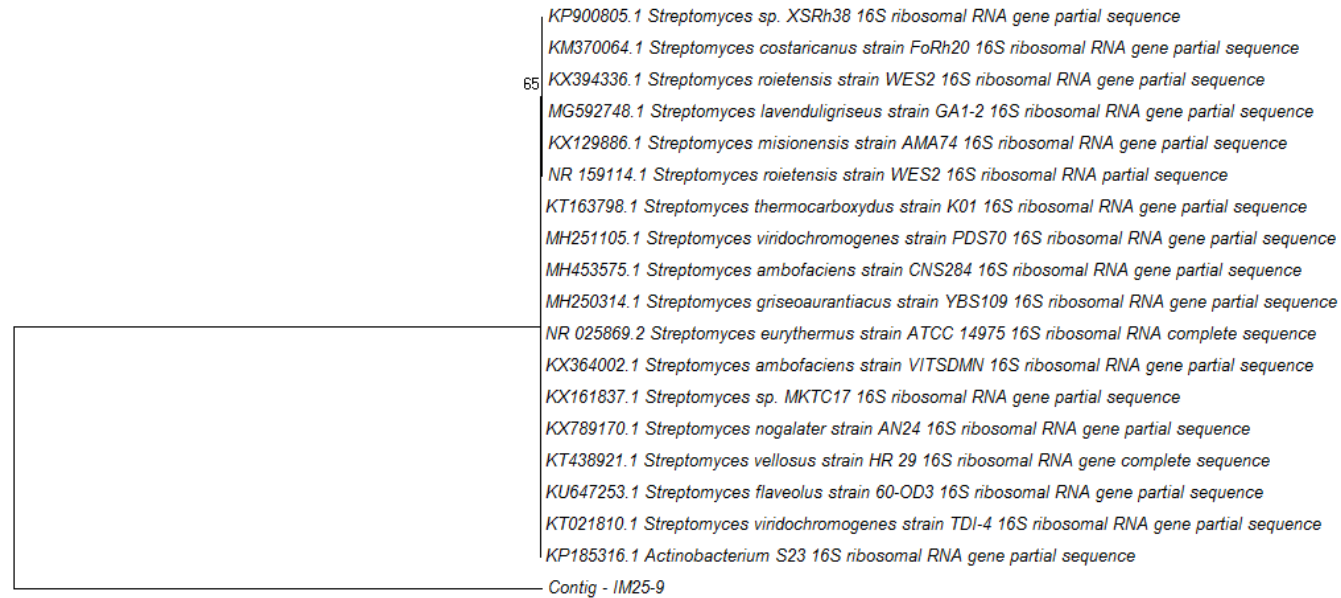 KP900805.1 Streptomyces sp. XSRh38 16S ribosomal RNA gene partial sequence
KM370064.1 Streptomyces costaricanus strain FoRh20 16S ribosomal RNA gene partial sequence
KX394336.1 Streptomyces roietensis strain WES2 16S ribosomal RNA gene partial sequence
65
MG592748.1 Streptomyces lavenduligriseus strain GA1-2 16S ribosomal RNA gene partial sequence
KX129886.1 Streptomyces misionensis strain AMA74 16S ribosomal RNA gene partial sequence
NR 159114.1 Streptomyces roietensis strain WES2 16S ribosomal RNA partial sequence
KT163798.1 Streptomyces thermocarboxydus strain K01 16S ribosomal RNA gene partial sequence
MH251105.1 Streptomyces viridochromogenes strain PDS70 16S ribosomal RNA gene partial sequence
MH453575.1 Streptomyces ambofaciens strain CNS284 16S ribosomal RNA gene partial sequence
MH250314.1 Streptomyces griseoaurantiacus strain YBS109 16S ribosomal RNA gene partial sequence
NR 025869.2 Streptomyces eurythermus strain ATCC 14975 16S ribosomal RNA complete sequence
KX364002.1 Streptomyces ambofaciens strain VITSDMN 16S ribosomal RNA gene partial sequence
KX161837.1 Streptomyces sp. MKTC17 16S ribosomal RNA gene partial sequence
KX789170.1 Streptomyces nogalater strain AN24 16S ribosomal RNA gene partial sequence
KT438921.1 Streptomyces vellosus strain HR 29 16S ribosomal RNA gene complete sequence
KU647253.1 Streptomyces flaveolus strain 60-OD3 16S ribosomal RNA gene partial sequence
KT021810.1 Streptomyces viridochromogenes strain TDI-4 16S ribosomal RNA gene partial sequence
KP185316.1 Actinobacterium S23 16S ribosomal RNA gene partial sequence
Contig - IM25-9